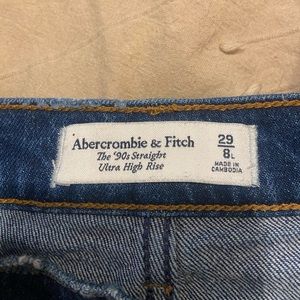 Abercrombie & Fitch
The '90s Straight
Ultra High Rise
29
8L
MADE IN
CAMBODIA